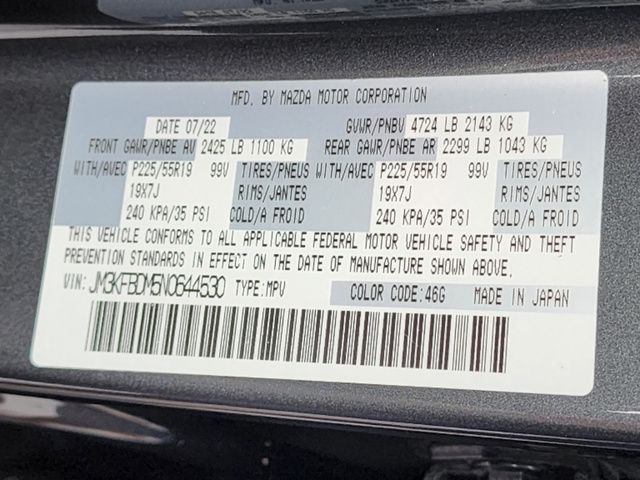 MFD. BY MAZDA MOTOR CORPORATION
DATE 07/22 GVWR/PNBV 4724 LB 2143 KG
FRONT GAWR/PNBE AV 2425 LB 1100 KG REAR GAWR/PNBE AR 2299 LB 1043 KG
WITH/AVEC P225/55R19 99V TIRES/PNEUS WITH/AVEC P225/55R19 99V TIRES/PNEUS
19X7J RIMS/JANTES 19X7J RIMS/JANTES
240 KPA/35 PSI COLD/A FROID 240 KPA/35 PSI COLD/A FROID
THIS VEHICLE CONFORMS TO ALL APPLICABLE FEDERAL MOTOR VEHICLE SAFETY AND THEFT
PREVENTION STANDARDS IN EFFECT ON THE DATE OF MANUFACTURE SHOWN ABOVE.
VIN: JM3KFBDM5N0644530 TYPE:MPV COLOR CODE:46G MADE IN JAPAN